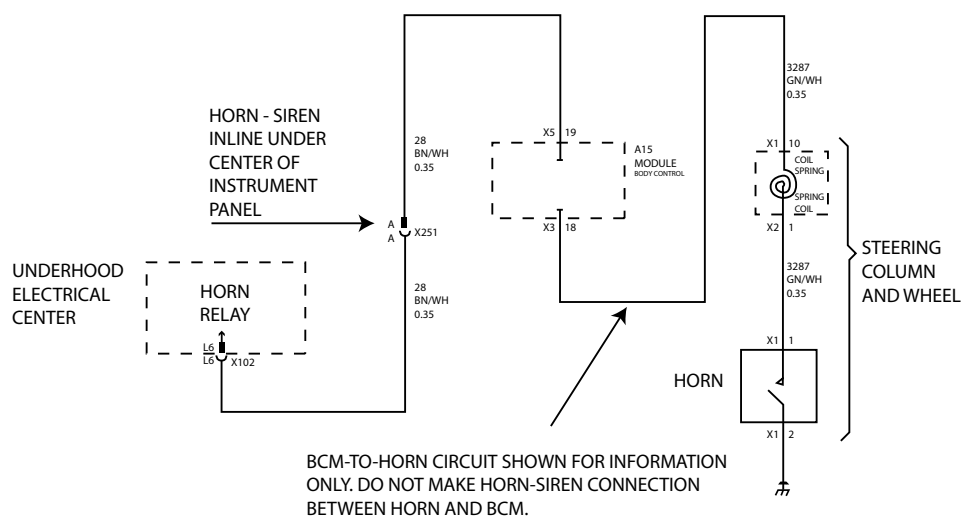 HORN - SIREN
INLINE UNDER
CENTER OF
INSTRUMENT
PANEL
28
BN/WH
0.35
A
A
X251
28
BN/WH
0.35
UNDERHOOD
ELECTRICAL
CENTER
HORN
RELAY
L6
L6
X102
X5
19
A15
MODULE
BODY CONTROL
X3
18
3287
GN/WH
0.35
X1
10
COIL
SPRING
SPRING
COIL
X2
1
3287
GN/WH
0.35
X1
1
HORN
X1
2
STEERING
COLUMN
AND WHEEL
BCM-TO-HORN CIRCUIT SHOWN FOR INFORMATION
ONLY. DO NOT MAKE HORN-SIREN CONNECTION
BETWEEN HORN AND BCM.